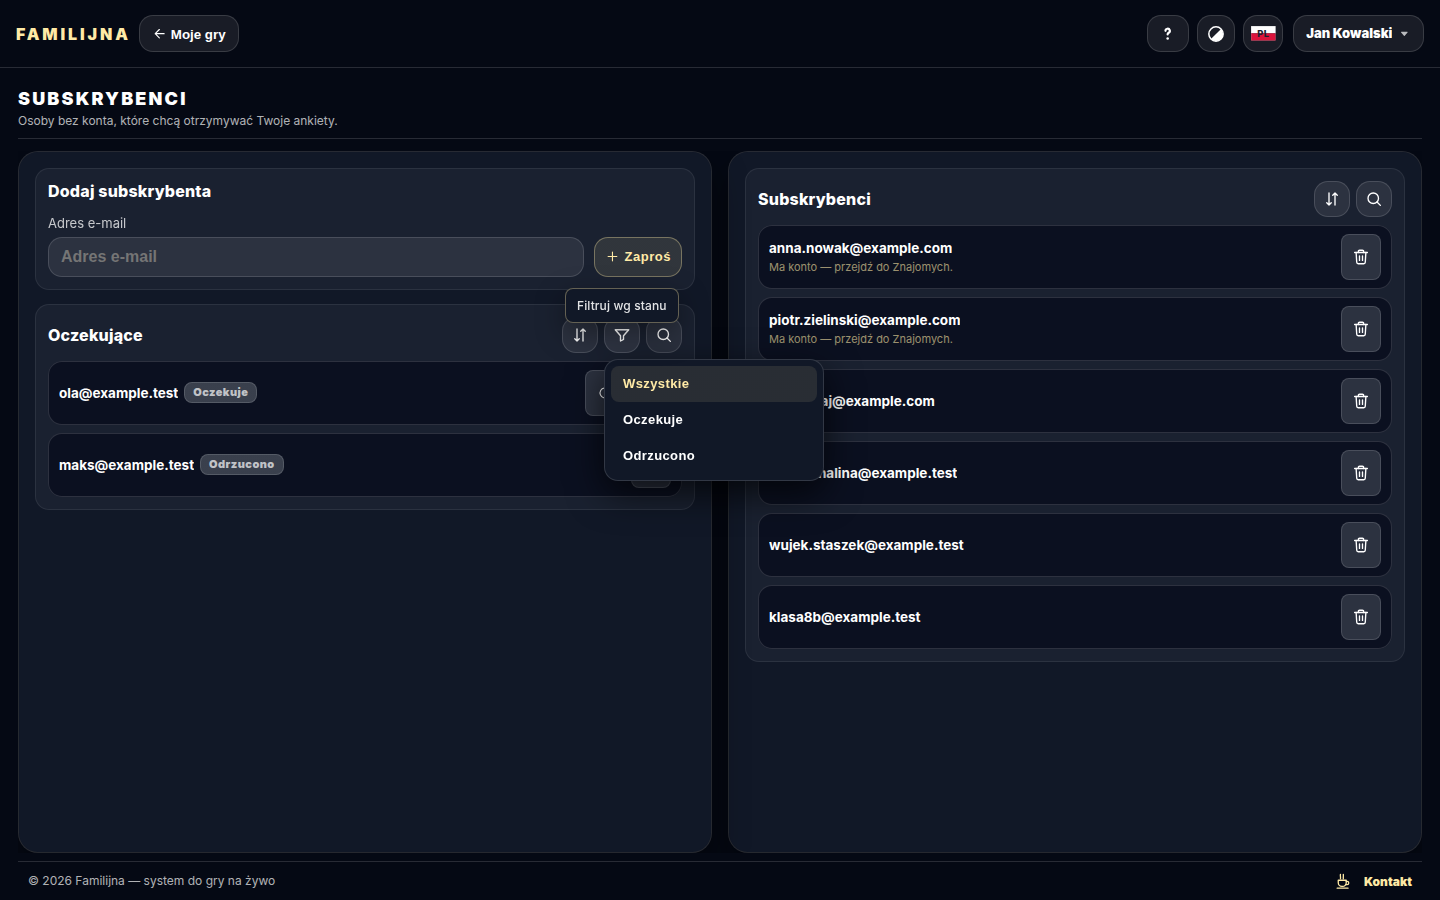 FAMILIJNA
Moje gry
?
PL
Jan Kowalski
SUBSKRYBENCI
Osoby bez konta, które chcą otrzymywać Twoje ankiety.
Dodaj subskrybenta
Adres e-mail
Adres e-mail
+ Zaproś
Filtruj wg stanu
Oczekujące
ola@example.test Oczekuje
maks@example.test Odrzucono
Wszystkie
Oczekuje
Odrzucono
Subskrybenci
anna.nowak@example.com
Ma konto — przejdź do Znajomych.
piotr.zielinski@example.com
Ma konto — przejdź do Znajomych.
j@example.com
alina@example.test
wujek.staszek@example.test
klasa8b@example.test
© 2026 Familijna — system do gry na żywo
Kontakt